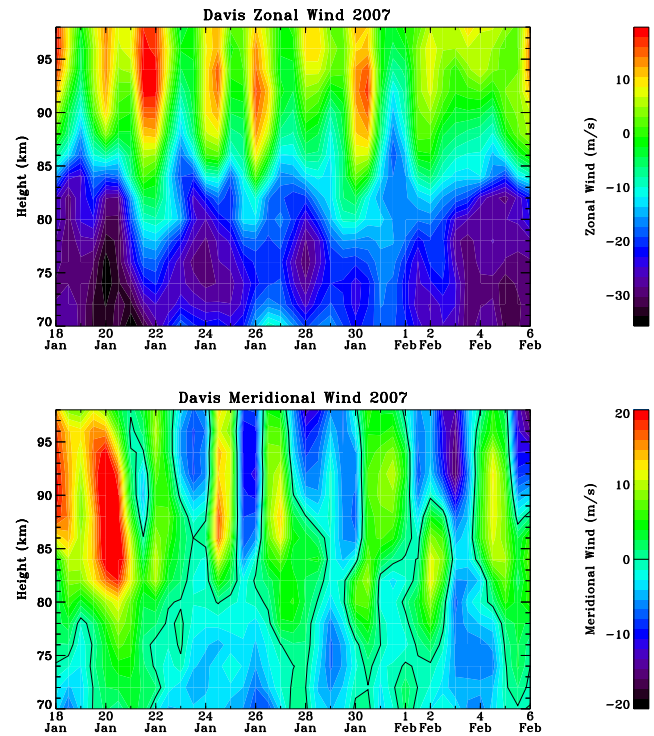 Davis Zonal Wind 2007
95
90
85
80
75
70
Height (km)
18 20 22 24 26 28 30 1 2 4 6
Jan Jan Jan Jan Jan Jan Jan Feb Feb Feb Feb
10
0
-10
-20
-30
Zonal Wind (m/s)
Davis Meridional Wind 2007
95
90
85
80
75
70
Height (km)
18 20 22 24 26 28 30 1 2 4 6
Jan Jan Jan Jan Jan Jan Jan Feb Feb Feb Feb
20
10
0
-10
-20
Meridional Wind (m/s)